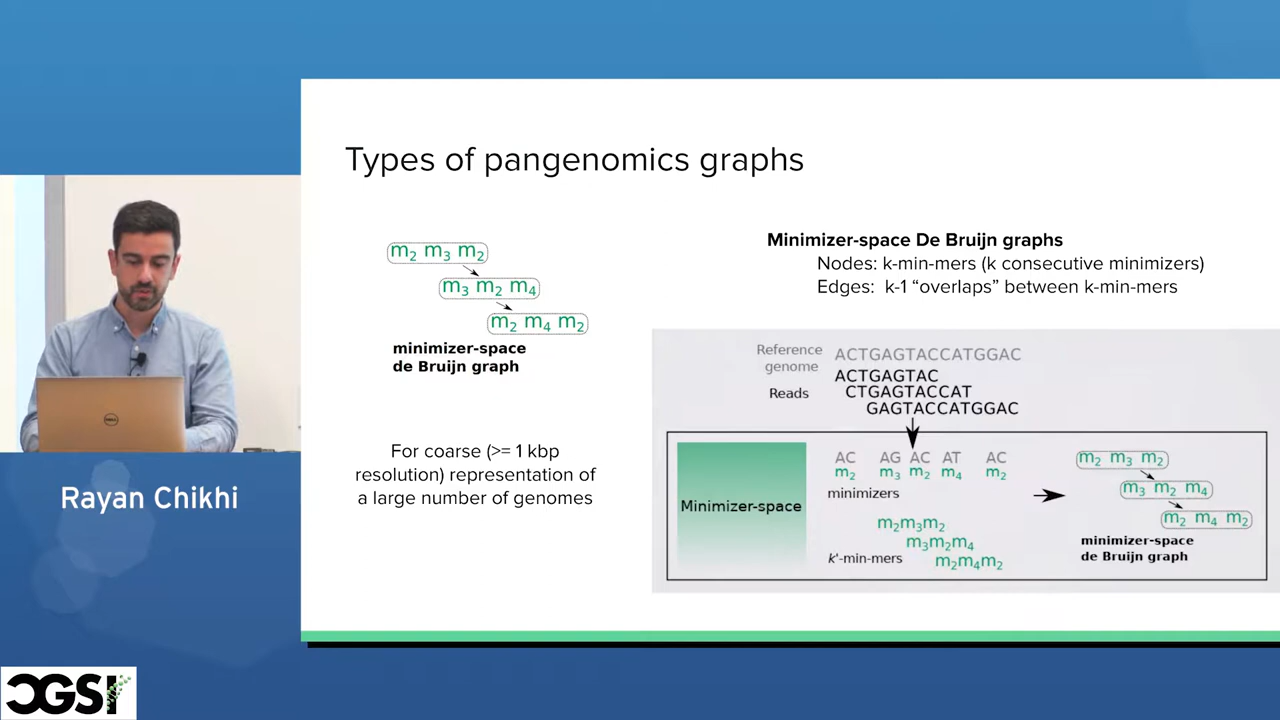 Types of pangenomics graphs
m2 m3 m2
m3 m2 m4
m2 m4 m2
minimizer-space
de Bruijn graph
For coarse (>= 1 kbp
resolution) representation of
a large number of genomes
Minimizer-space De Bruijn graphs
Nodes: k-min-mers (k consecutive minimizers)
Edges: k-1 “overlaps” between k-min-mers
Reference
genome
ACTGAGTACCATGGAC
Reads
ACTGAGTAC
CTGAGTACCAT
GAGTACCATGGAC
Minimizer-space
AC AG AC AT AC
m2 m3 m2 m4 m2
minimizers
m2m3m2
m3m2m4
k'-min-mers m2m4m2
m2 m3 m2
m3 m2 m4
m2 m4 m2
minimizer-space
de Bruijn graph
Rayan Chikhi
DELL
CGSI